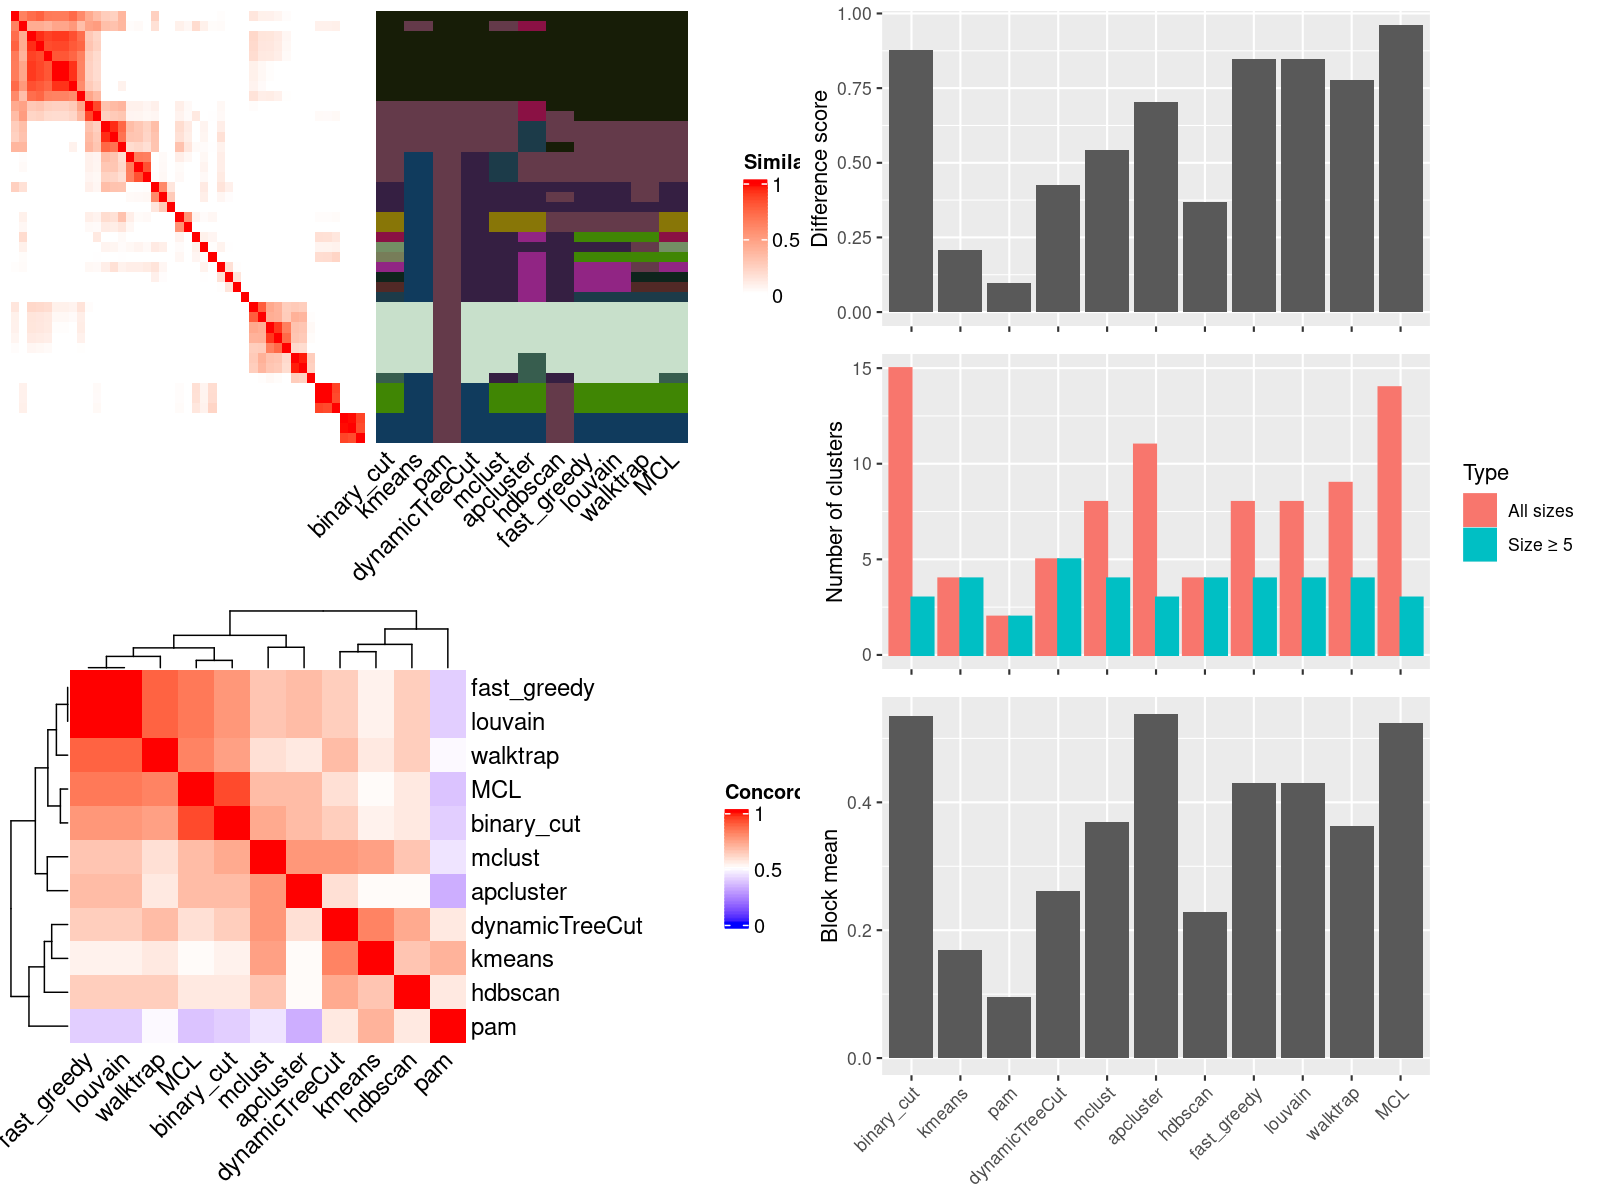 Simila
1
0.5
0
binary_cut
kmeans
pam
dynamicTreeCut
mclust
apcluster
hdbscan
fast_greedy
louvain
walktrap
MCL
fast_greedy
louvain
walktrap
MCL
binary_cut
mclust
apcluster
dynamicTreeCut
kmeans
hdbscan
pam
Concord
1
0.5
0
fast_greedy
louvain
walktrap
MCL
binary_cut
mclust
apcluster
dynamicTreeCut
kmeans
hdbscan
pam
Difference score
1.00
0.75
0.50
0.25
0.00
Number of clusters
15
10
5
0
Type
All sizes
Size ≥ 5
Block mean
0.4
0.2
0.0
binary_cut
kmeans
pam
dynamicTreeCut
mclust
apcluster
hdbscan
fast_greedy
louvain
walktrap
MCL